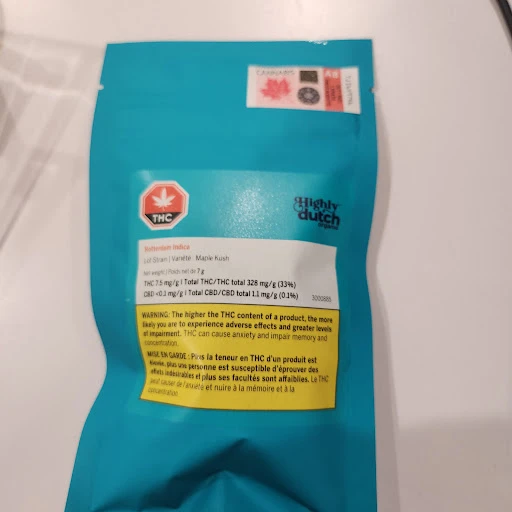 CANNABIS
THC
Highly
dutch
organic
Rotterdam Indica
Lot Strain | Variété : Maple Kush
Net weight | Poids net de 7 g
THC 7.5 mg/g | Total THC/THC total 328 mg/g (33%)
CBD <0.1 mg/g | Total CBD/CBD total 1.1 mg/g (0.1%)
WARNING: The higher the THC content of a product, the more
likely you are to experience adverse effects and greater levels
of impairment. THC can cause anxiety and impair memory and
concentration.
MISE EN GARDE : Plus la teneur en THC d'un produit est
élevée, plus une personne est susceptible d'éprouver des
effets indésirables et plus ses facultés sont affaiblies. Le THC
peut causer de l'anxiété et nuire à la mémoire et à la
concentration.